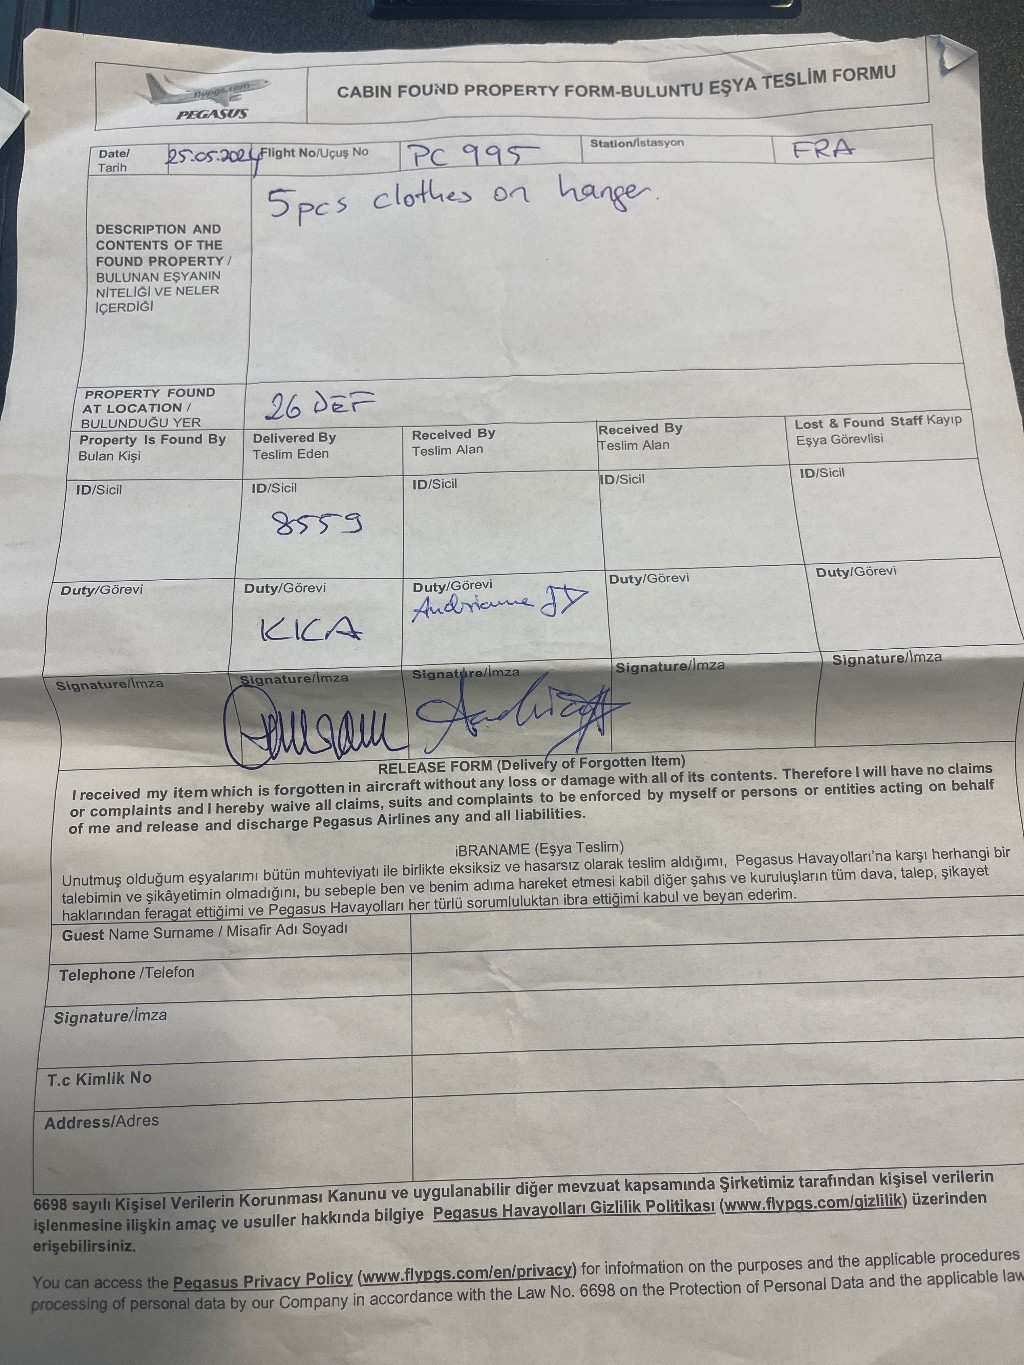 flypgs.com
PEGASUS
CABIN FOUND PROPERTY FORM-BULUNTU EŞYA TESLİM FORMU
Date/
Tarih
25.05.2024
Flight No/Uçuş No
PC 995
Station/İstasyon
FRA
DESCRIPTION AND
CONTENTS OF THE
FOUND PROPERTY /
BULUNAN EŞYANIN
NİTELİĞİ VE NELER
İÇERDİĞİ
5pcs clothes on hanger.
PROPERTY FOUND
AT LOCATION /
BULUNDUĞU YER
26 DEF
Property Is Found By
Bulan Kişi
Delivered By
Teslim Eden
Received By
Teslim Alan
Received By
Teslim Alan
Lost & Found Staff Kayıp
Eşya Görevlisi
ID/Sicil
ID/Sicil
8559
ID/Sicil
ID/Sicil
ID/Sicil
Duty/Görevi
Duty/Görevi
KKA
Duty/Görevi
Duty/Görevi
Duty/Görevi
Signature/İmza
Signature/İmza
Signature/İmza
Signature/İmza
Signature/İmza
RELEASE FORM (Delivefy of Forgotten Item)
I received my item which is forgotten in aircraft without any loss or damage with all of its contents. Therefore I will have no claims
or complaints and I hereby waive all claims, suits and complaints to be enforced by myself or persons or entities acting on behalf
of me and release and discharge Pegasus Airlines any and all liabilities.
iBRANAME (Eşya Teslim)
Unutmuş olduğum eşyalarımı bütün muhteviyatı ile birlikte eksiksiz ve hasarsız olarak teslim aldığımı, Pegasus Havayolları'na karşı herhangi bir
talebimin ve şikâyetimin olmadığını, bu sebeple ben ve benim adıma hareket etmesi kabil diğer şahıs ve kuruluşların tüm dava, talep, şikayet
haklarından feragat ettiğimi ve Pegasus Havayolları her türlü sorumluluktan ibra ettiğimi kabul ve beyan ederim.
Guest Name Surname / Misafir Adı Soyadı
Telephone /Telefon
Signature/İmza
T.c Kimlik No
Address/Adres
6698 sayılı Kişisel Verilerin Korunması Kanunu ve uygulanabilir diğer mevzuat kapsamında Şirketimiz tarafından kişisel verilerin
işlenmesine ilişkin amaç ve usuller hakkında bilgiye Pegasus Havayolları Gizlilik Politikası (www.flypgs.com/gizlilik) üzerinden
erişebilirsiniz.
You can access the Pegasus Privacy Policy (www.flypgs.com/en/privacy) for information on the purposes and the applicable procedures
processing of personal data by our Company in accordance with the Law No. 6698 on the Protection of Personal Data and the applicable law